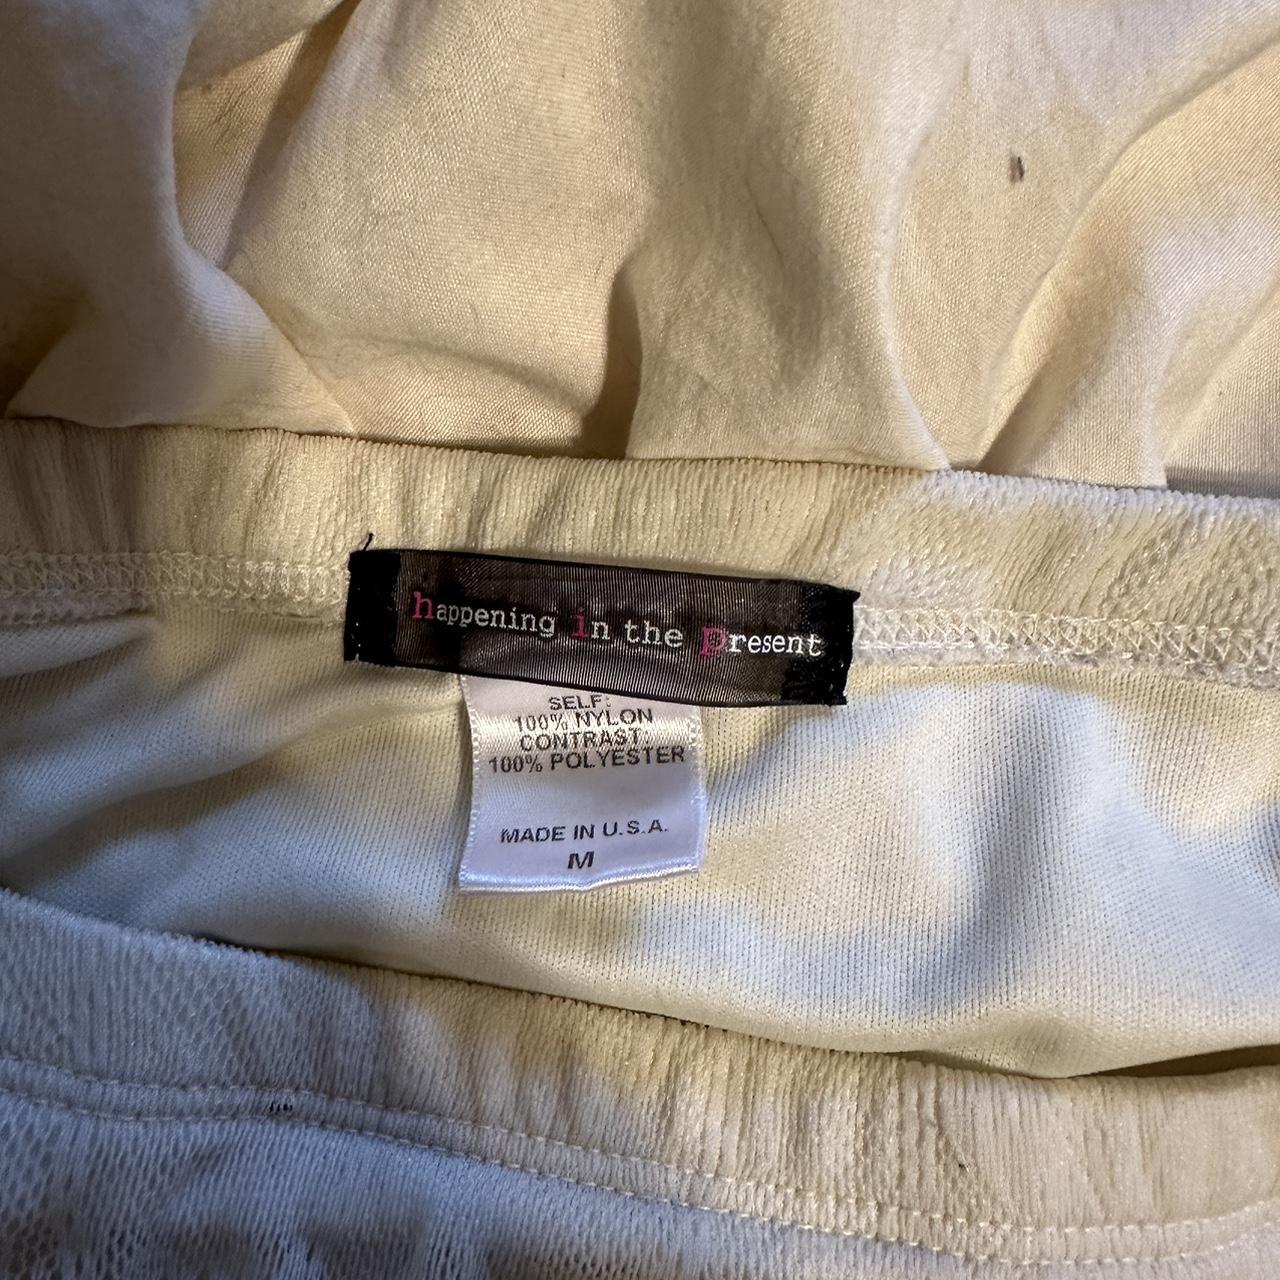 happening in the present
SELF:
100% NYLON
CONTRAST:
100% POLYESTER
MADE IN U.S.A.
M